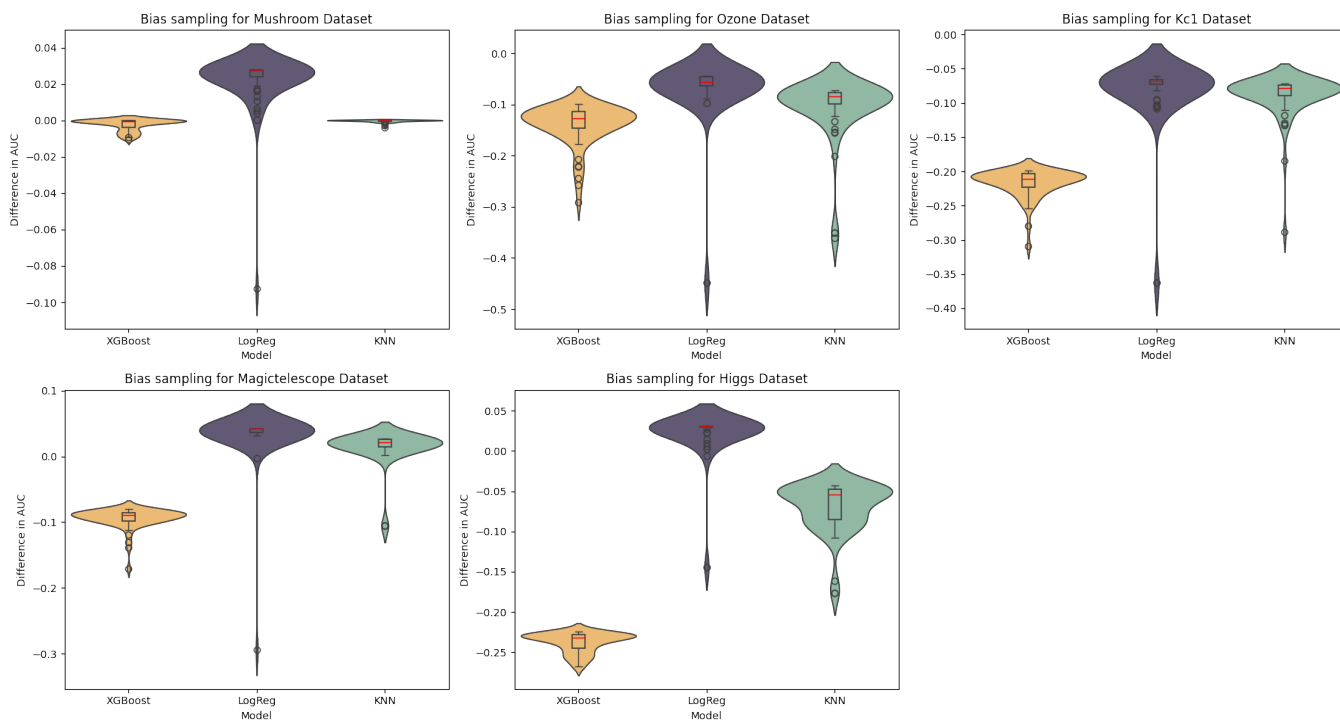 Bias sampling for Mushroom Dataset
Difference in AUC
0.04
0.02
0.00
−0.02
−0.04
−0.06
−0.08
−0.10
XGBoost
LogReg
KNN
Model
Bias sampling for Ozone Dataset
Difference in AUC
0.0
−0.1
−0.2
−0.3
−0.4
−0.5
XGBoost
LogReg
KNN
Model
Bias sampling for Kc1 Dataset
Difference in AUC
0.00
−0.05
−0.10
−0.15
−0.20
−0.25
−0.30
−0.35
−0.40
XGBoost
LogReg
KNN
Model
Bias sampling for Magictelescope Dataset
Difference in AUC
0.1
0.0
−0.1
−0.2
−0.3
XGBoost
LogReg
KNN
Model
Bias sampling for Higgs Dataset
Difference in AUC
0.05
0.00
−0.05
−0.10
−0.15
−0.20
−0.25
XGBoost
LogReg
KNN
Model